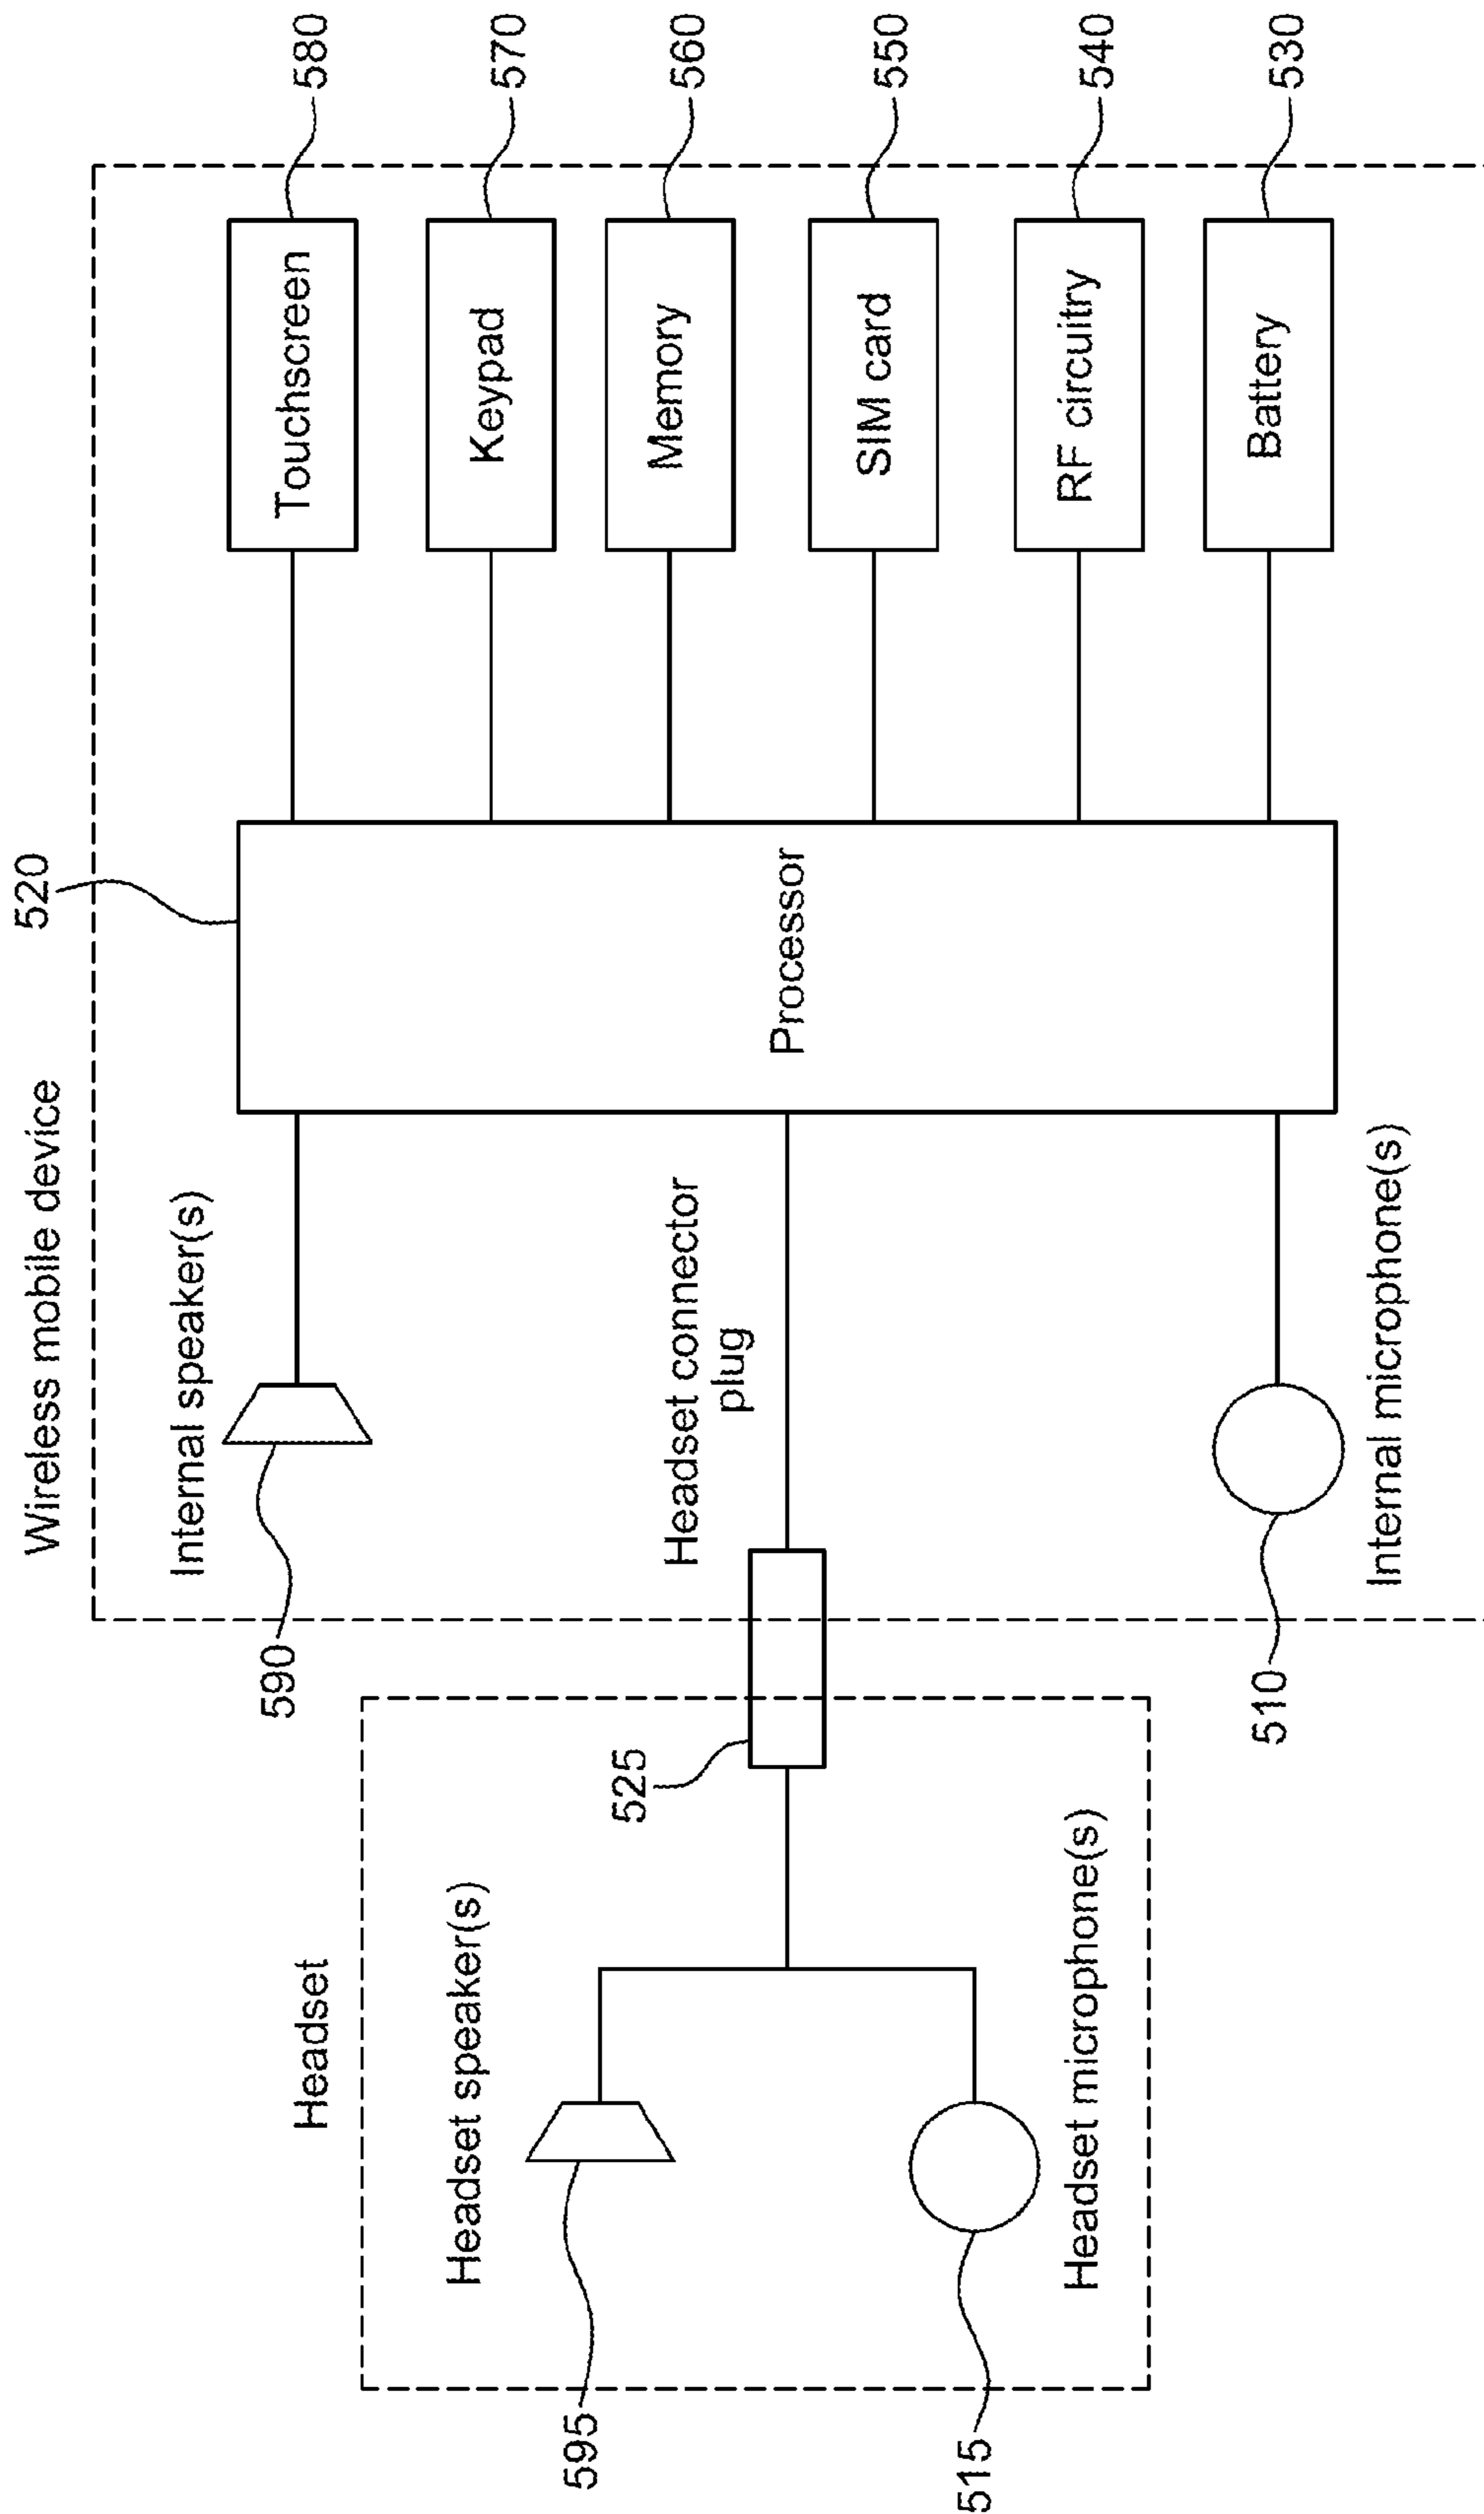 Wireless mobile device
520
Headset
Internal speaker(s)
590
Touchscreen
580
Headset speaker(s)
595
Keypad
570
525
Headset connector
plug
Processor
Memory
560
SIM card
550
515
Headset microphone(s)
RF circuitry
540
510
Internal microphone(s)
Battery
530